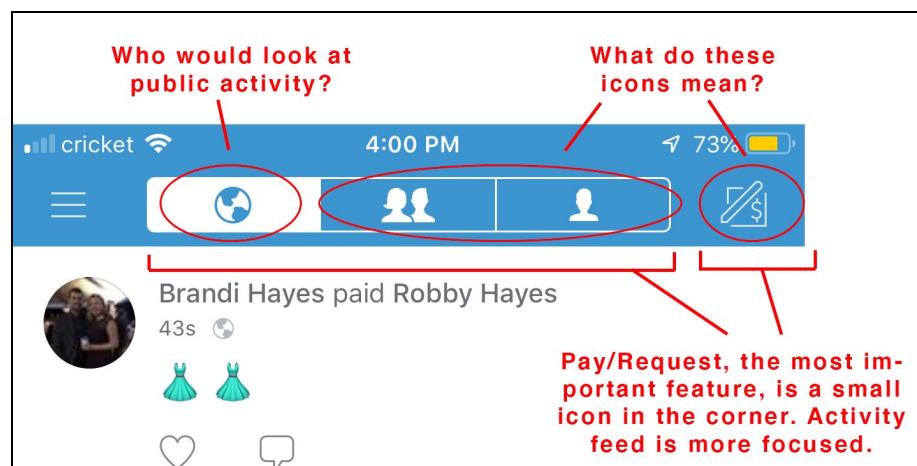 Who would look at
public activity?
What do these
icons mean?
cricket 4:00 PM 73%
$
Brandi Hayes paid Robby Hayes
43s
Pay/Request, the most im-
portant feature, is a small
icon in the corner. Activity
feed is more focused.